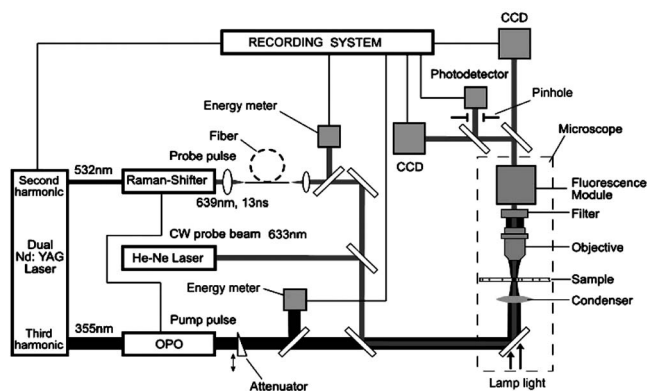 CCD
RECORDING SYSTEM
Photodetector
Pinhole
Energy meter
Fiber
Microscope
Probe pulse
CCD
532nm
Second
harmonic
Raman-Shifter
Fluorescence
Module
639nm, 13ns
Filter
CW probe beam 633nm
Dual
Nd: YAG
Laser
He-Ne Laser
Objective
Energy meter
Sample
Condenser
355nm
Pump pulse
Third
harmonic
OPO
Attenuator
Lamp light